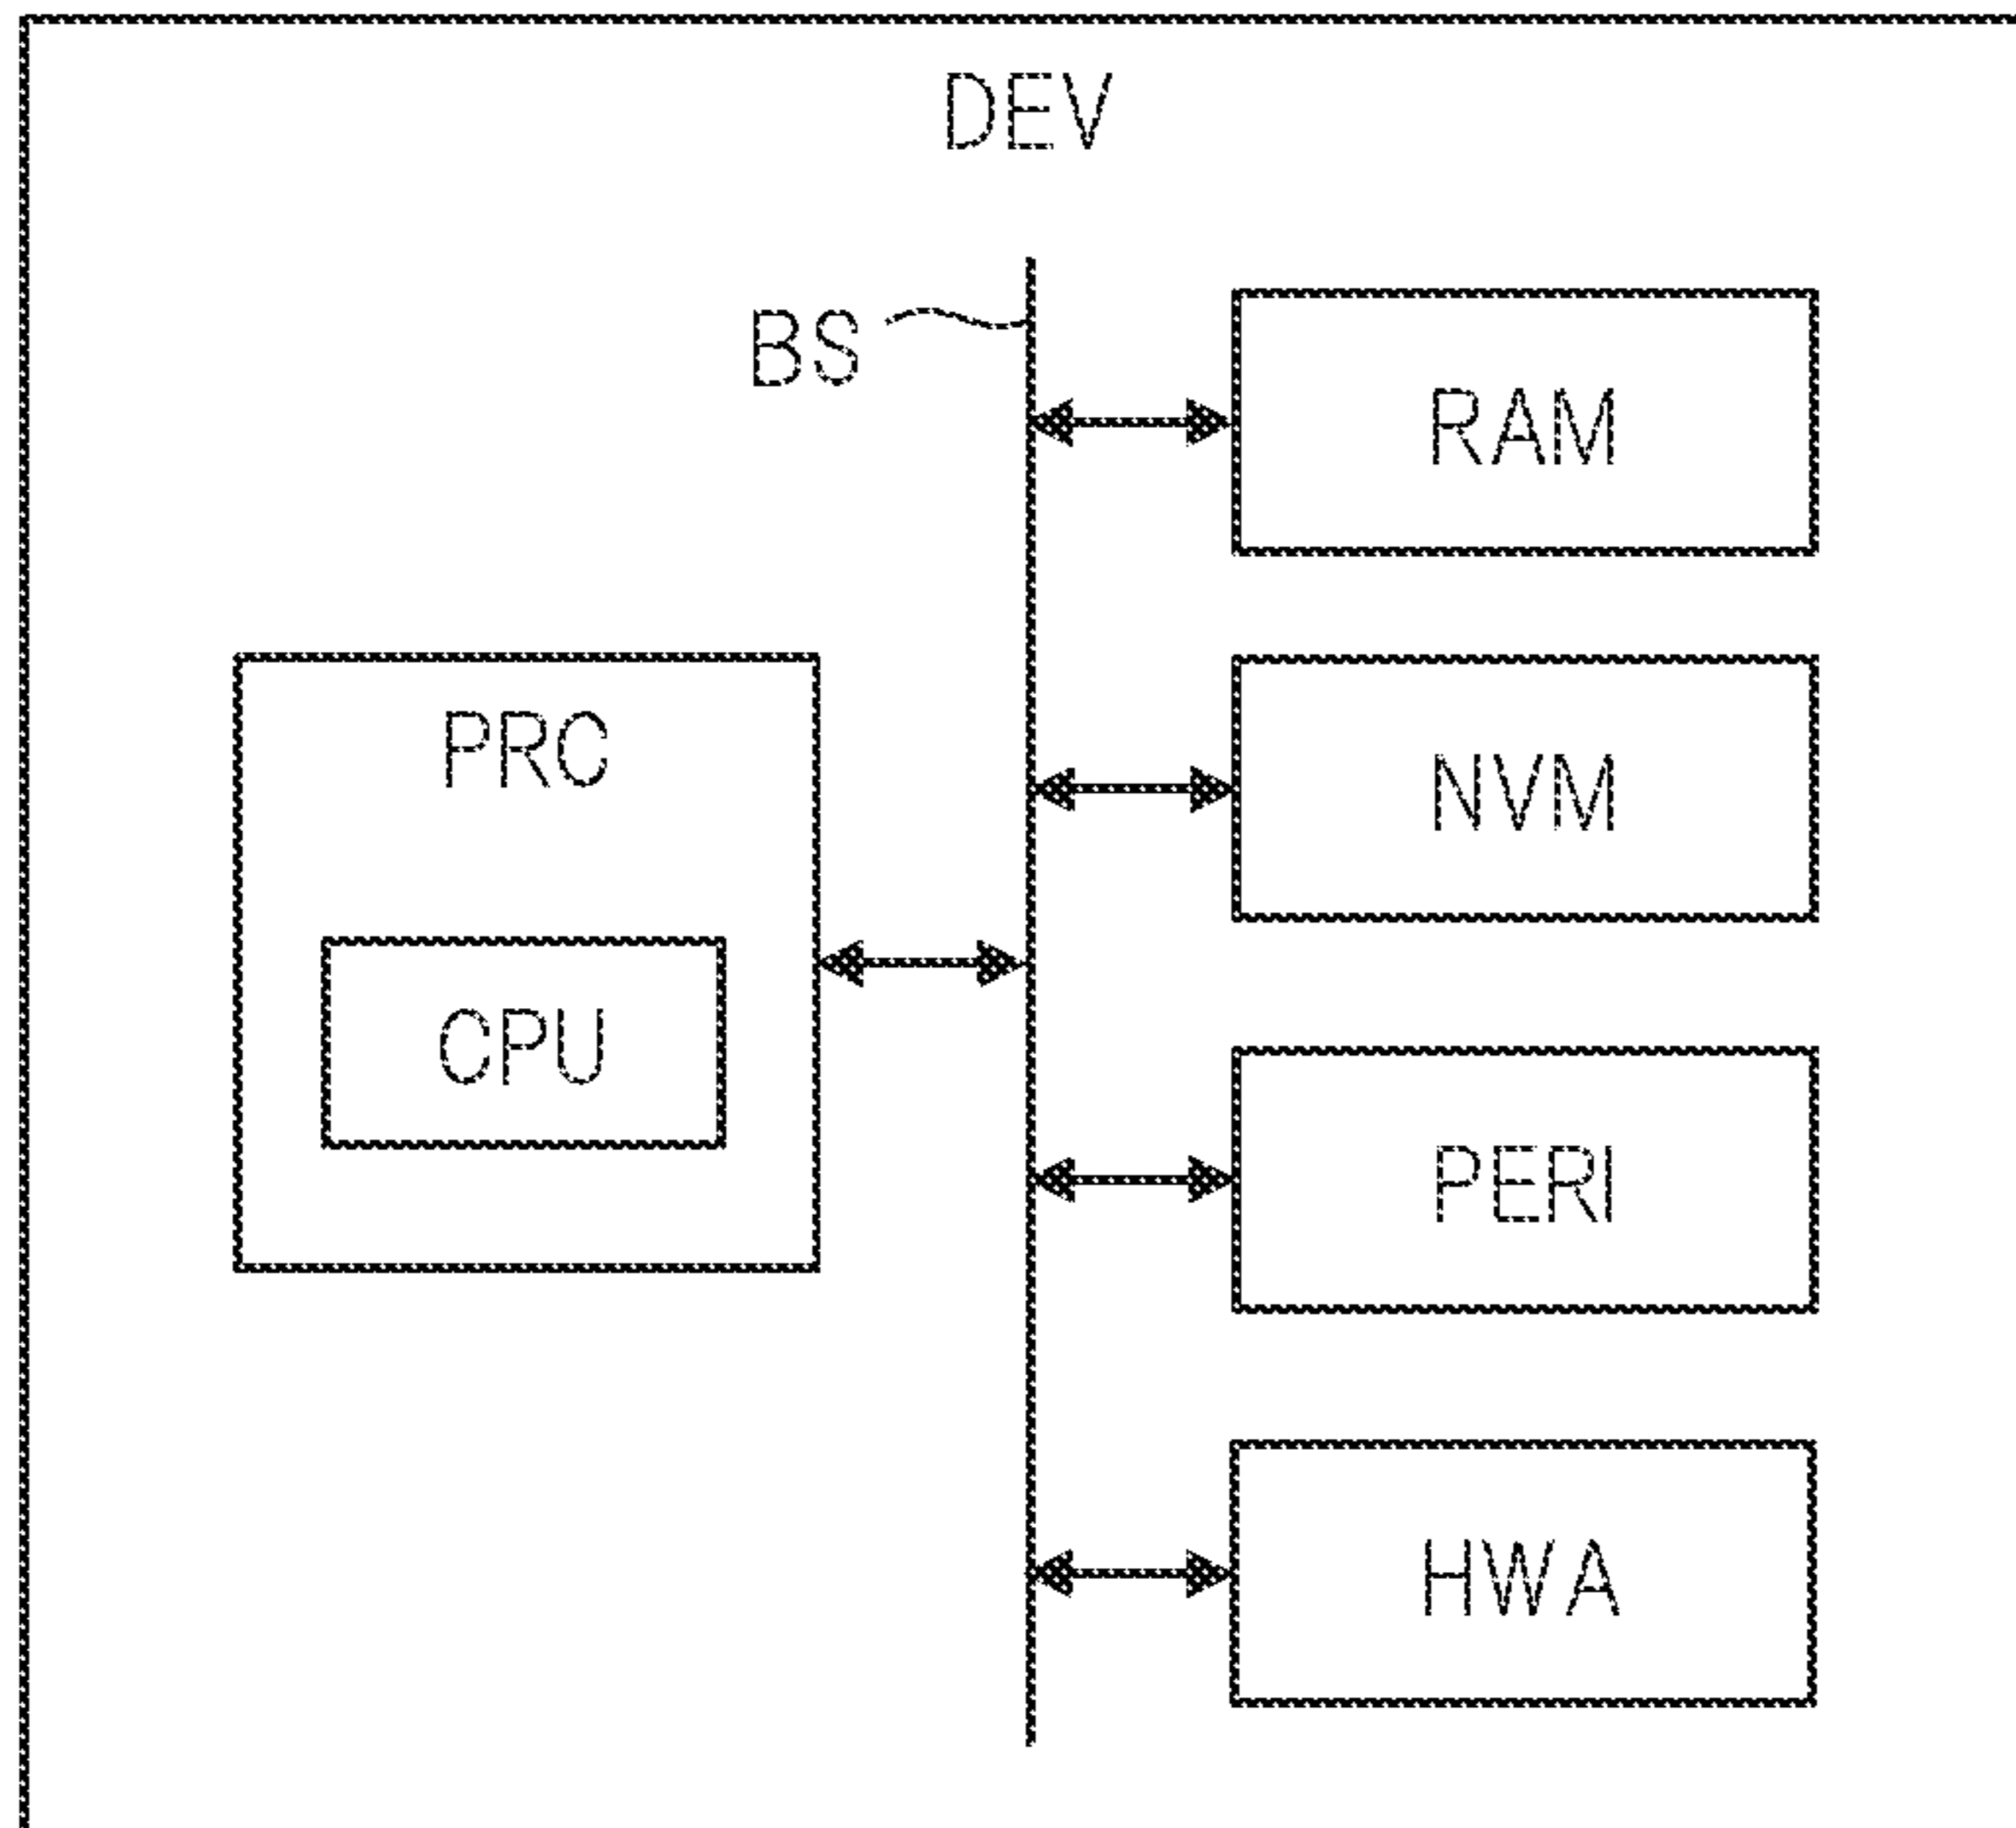 DEV
BS
RAM
PRC
NVM
CPU
PERI
HWA